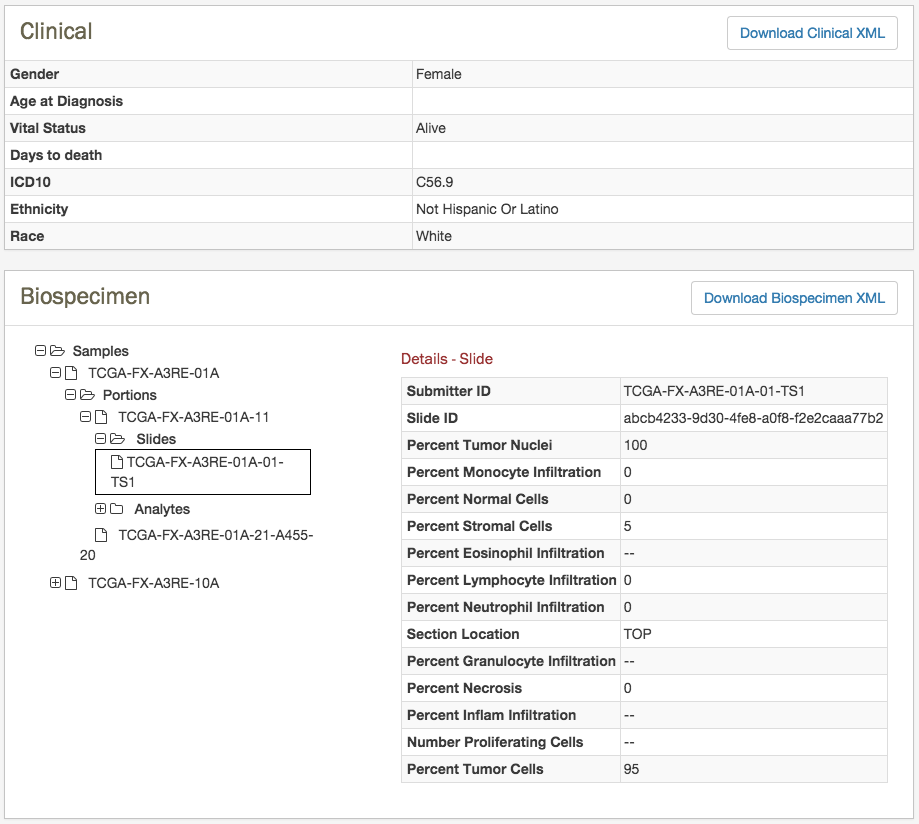 Clinical
Download Clinical XML
Gender Female
Age at Diagnosis
Vital Status Alive
Days to death
ICD10 C56.9
Ethnicity Not Hispanic Or Latino
Race White
Biospecimen
Download Biospecimen XML
Samples
TCGA-FX-A3RE-01A
Portions
TCGA-FX-A3RE-01A-11
Slides
TCGA-FX-A3RE-01A-01-
TS1
Analytes
TCGA-FX-A3RE-01A-21-A455-
20
TCGA-FX-A3RE-10A
Details - Slide
Submitter ID TCGA-FX-A3RE-01A-01-TS1
Slide ID abcb4233-9d30-4fe8-a0f8-f2e2caaa77b2
Percent Tumor Nuclei 100
Percent Monocyte Infiltration 0
Percent Normal Cells 0
Percent Stromal Cells 5
Percent Eosinophil Infiltration --
Percent Lymphocyte Infiltration 0
Percent Neutrophil Infiltration 0
Section Location TOP
Percent Granulocyte Infiltration --
Percent Necrosis 0
Percent Inflam Infiltration --
Number Proliferating Cells --
Percent Tumor Cells 95